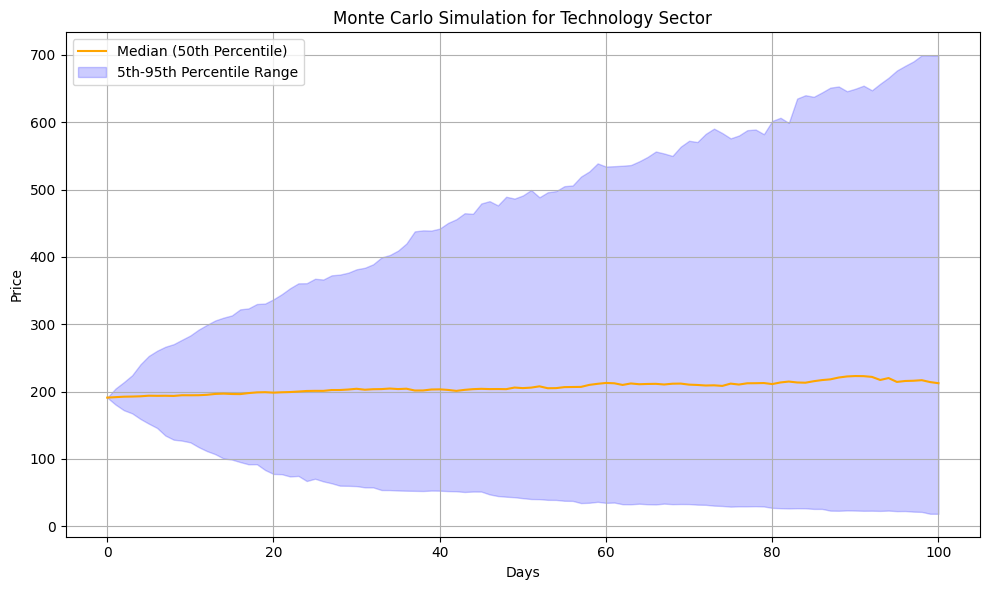 Monte Carlo Simulation for Technology Sector
Median (50th Percentile)
5th-95th Percentile Range
700
600
500
400
300
200
100
0
Price
0 20 40 60 80 100
Days